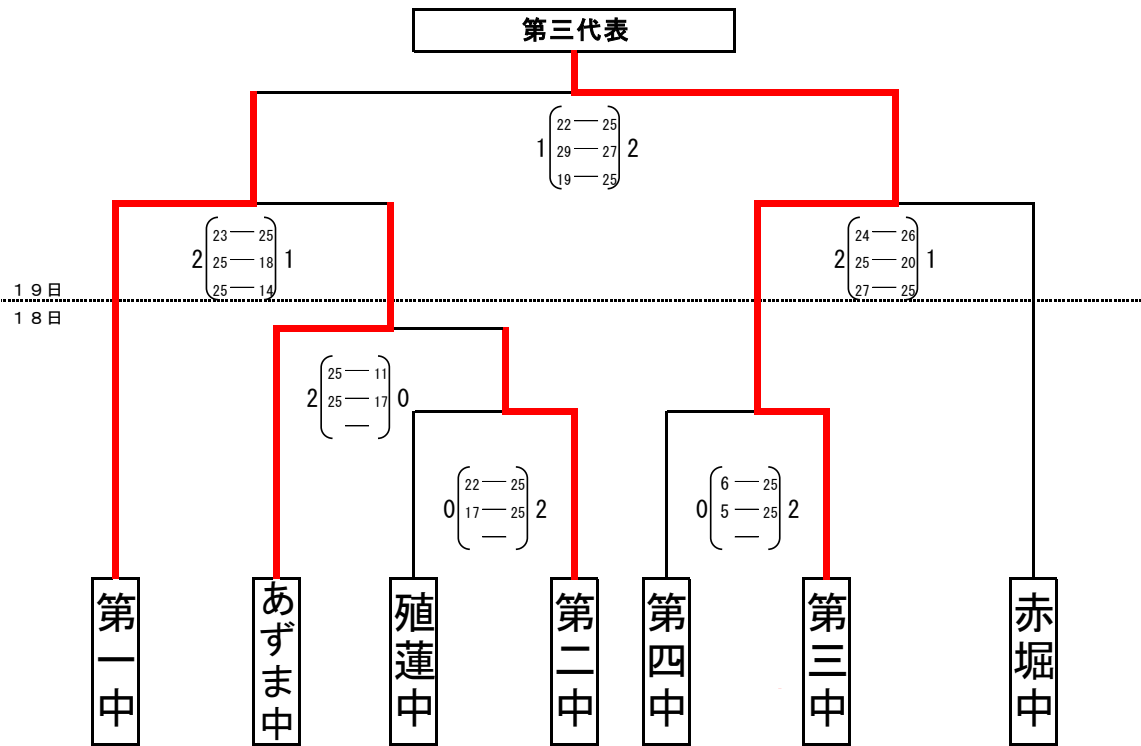 第三代表
1 22 — 25 2
29 — 27
19 — 25
2 23 — 25 1
25 — 18
25 — 14
2 24 — 26 1
25 — 20
27 — 25
19日
18日
2 25 — 11 0
25 — 17
—
0 22 — 25 2
17 — 25
—
0 6 — 25 2
5 — 25
—
第一中
あずま中
殖蓮中
第二中
第四中
第三中
赤堀中